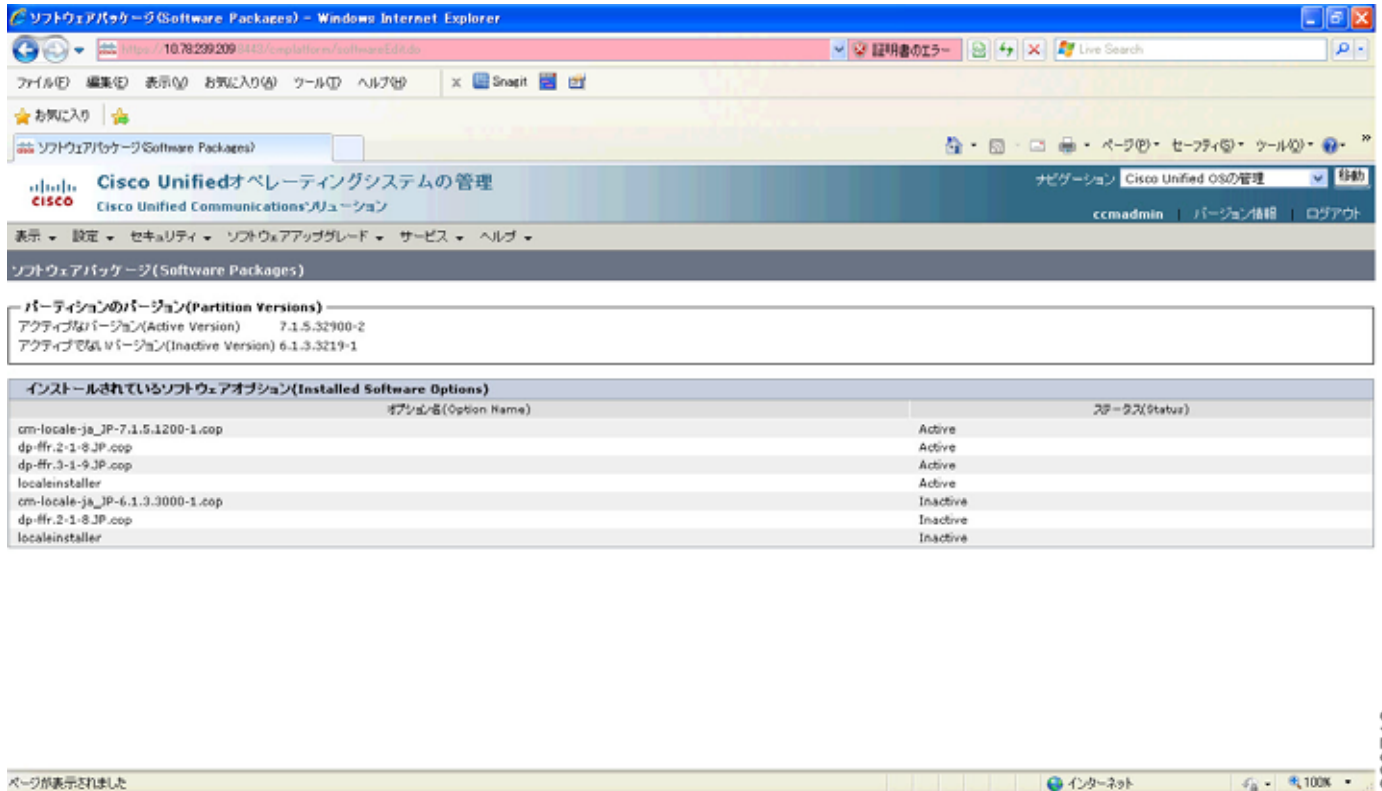 ソフトウェアパッケージ(Software Packages) - Windows Internet Explorer
https://10.78.239.209:8443/cmplatform/softwareEdit.do 証明書のエラー Live Search
ファイル(F) 編集(E) 表示(V) お気に入り(A) ツール(T) ヘルプ(H) x Snagit
お気に入り
ソフトウェアパッケージ(Software Packages) ページ(P) セーフティ(S) ツール(O)
Cisco Unifiedオペレーティングシステムの管理 ナビゲーション Cisco Unified OSの管理 移動
CISCO Cisco Unified Communicationsソリューション ccmadmin | バージョン情報 | ログアウト
表示 設定 セキュリティ ソフトウェアアップグレード サービス ヘルプ
ソフトウェアパッケージ(Software Packages)
パーティションのバージョン(Partition Versions)
アクティブなバージョン(Active Version) 7.1.5.32900-2
アクティブでないバージョン(Inactive Version) 6.1.3.3219-1
インストールされているソフトウェアオプション(Installed Software Options)
オプション名(Option Name) ステータス(Status)
cm-locale-ja_JP-7.1.5.1200-1.cop Active
dp-ffr.2-1-8.JP.cop Active
dp-ffr.3-1-9.JP.cop Active
localeinstaller Active
cm-locale-ja_JP-6.1.3.3000-1.cop Inactive
dp-ffr.2-1-8.JP.cop Inactive
localeinstaller Inactive
ページが表示されました インターネット 100%